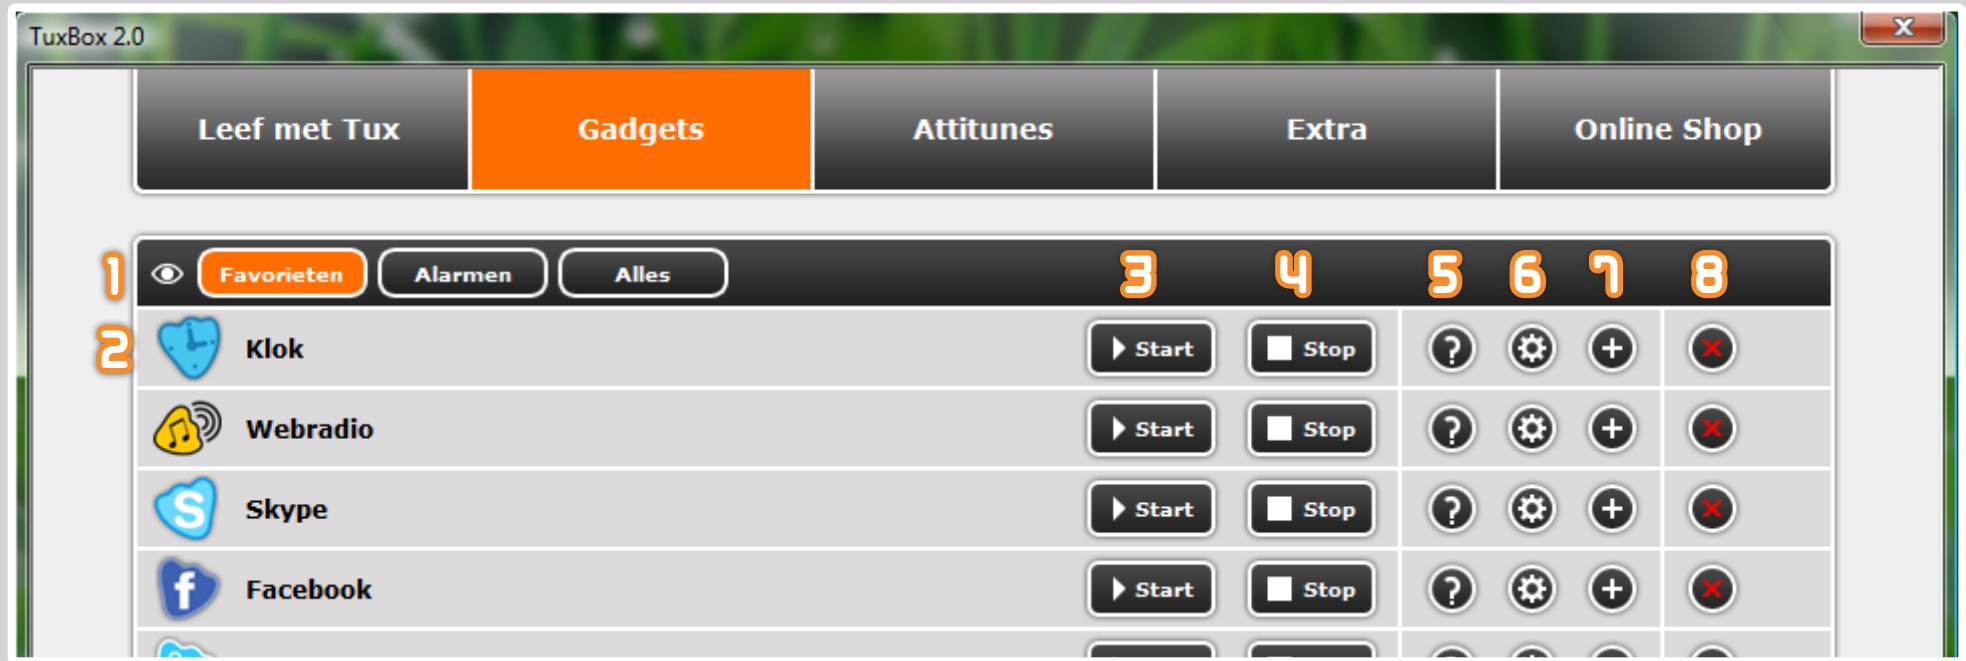 TuxBox 2.0
x
Leef met Tux Gadgets Attitunes Extra Online Shop
1 Favorieten Alarmen Alles 3 4 5 6 7 8
2 Klok Start Stop ? +
Webradio Start Stop ? +
Skype Start Stop ? +
Facebook Start Stop ? +